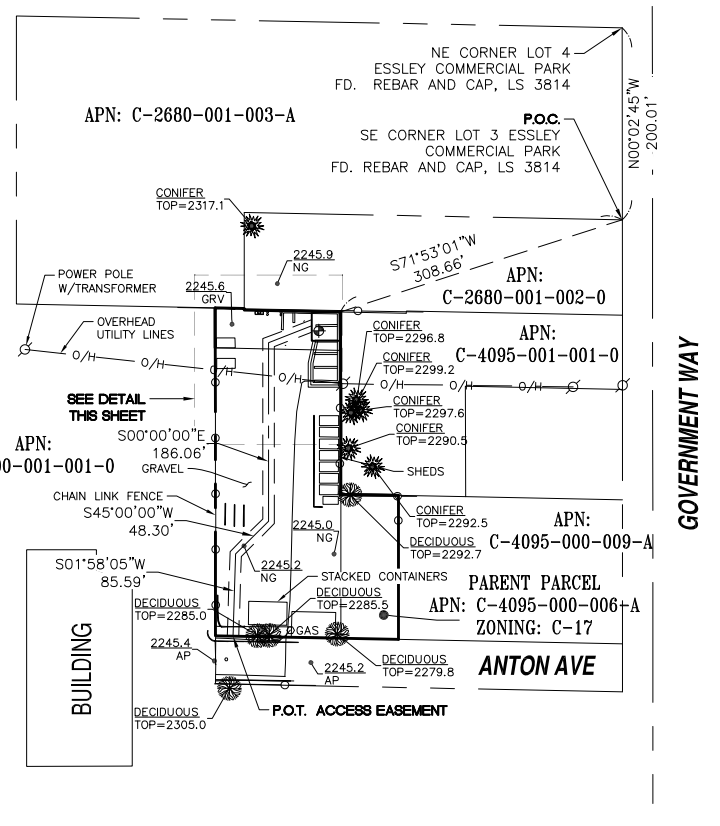 NE CORNER LOT 4
ESSLEY COMMERCIAL PARK
FD. REBAR AND CAP, LS 3814
APN: C-2680-001-003-A
P.O.C.
SE CORNER LOT 3 ESSLEY
COMMERCIAL PARK
FD. REBAR AND CAP, LS 3814
N00°02'45"W
200.01'
CONIFER
TOP=2317.1
2245.9
NG
S71°53'01"W
308.66'
POWER POLE
W/TRANSFORMER
2245.6
GRV
APN:
C-2680-001-002-0
OVERHEAD
UTILITY LINES
CONIFER
TOP=2296.8
APN:
C-4095-001-001-0
O/H
O/H
O/H
O/H
O/H
O/H
O/H
CONIFER
TOP=2299.2
SEE DETAIL
THIS SHEET
CONIFER
TOP=2297.6
CONIFER
TOP=2290.5
APN:
00-001-001-0
S00°00'00"E
186.06'
GRAVEL
SHEDS
CHAIN LINK FENCE
S45°00'00"W
48.30'
CONIFER
TOP=2292.5
2245.0
NG
DECIDUOUS
TOP=2292.7
APN:
C-4095-000-009-A
S01°58'05"W
85.59'
2245.2
NG
STACKED CONTAINERS
PARENT PARCEL
APN: C-4095-000-006-A
ZONING: C-17
DECIDUOUS
TOP=2285.0
DECIDUOUS
TOP=2285.5
GAS
2245.4
AP
2245.2
AP
DECIDUOUS
TOP=2279.8
ANTON AVE
BUILDING
DECIDUOUS
TOP=2305.0
P.O.T. ACCESS EASEMENT
GOVERNMENT WAY